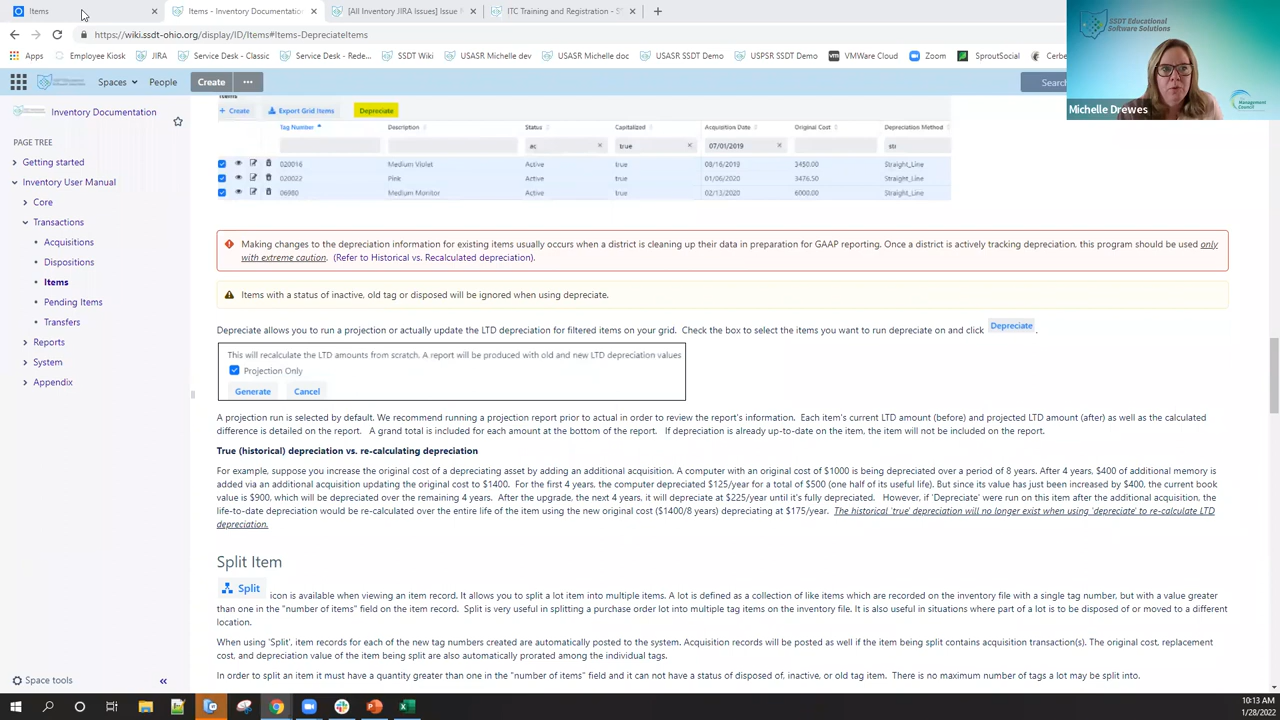 Items
Items - Inventory Documentation
[All Inventory JIRA Issues] Issue
ITC Training and Registration - S
https://wiki.ssdt-ohio.org/display/ID/Items#Items-DepreciateItems
Apps
Employee Kiosk
JIRA
Service Desk - Classic
Service Desk - Rede
SSDT Wiki
USASR Michelle dev
USASR Michelle doc
USASR SSDT Demo
USPSR SSDT Demo
VMWare Cloud
Zoom
SproutSocial
Cerbe
SSDT Educational
Software Solutions
Management
Council
Michelle Drewes
Spaces
People
Create
Search
Inventory Documentation
PAGE TREE
Getting started
Inventory User Manual
Core
Transactions
Acquisitions
Dispositions
Items
Pending Items
Transfers
Reports
System
Appendix
Space tools
Create
Export Grid Items
Depreciate
Tag Number
Description
Status
Capitalized
Acquisition Date
Original Cost
Depreciation Method
ac
true
07/01/2019
str
020016 Medium Violet Active true 08/16/2019 3450.00 Straight_Line
020022 Pink Active true 01/06/2020 3476.50 Straight_Line
06980 Medium Monitor Active true 02/13/2020 6000.00 Straight_Line
Making changes to the depreciation information for existing items usually occurs when a district is cleaning up their data in preparation for GAAP reporting. Once a district is actively tracking depreciation, this program should be used only
with extreme caution. (Refer to Historical vs. Recalculated depreciation).
Items with a status of inactive, old tag or disposed will be ignored when using depreciate.
Depreciate allows you to run a projection or actually update the LTD depreciation for filtered items on your grid. Check the box to select the items you want to run depreciate on and click Depreciate .
This will recalculate the LTD amounts from scratch. A report will be produced with old and new LTD depreciation values
Projection Only
Generate
Cancel
A projection run is selected by default. We recommend running a projection report prior to actual in order to review the report's information. Each item's current LTD amount (before) and projected LTD amount (after) as well as the calculated
difference is detailed on the report. A grand total is included for each amount at the bottom of the report. If depreciation is already up-to-date on the item, the item will not be included on the report.
True (historical) depreciation vs. re-calculating depreciation
For example, suppose you increase the original cost of a depreciating asset by adding an additional acquisition. A computer with an original cost of $1000 is being depreciated over a period of 8 years. After 4 years, $400 of additional memory is
added via an additional acquisition updating the original cost to $1400. For the first 4 years, the computer depreciated $125/year for a total of $500 (one half of its useful life). But since its value has just been increased by $400, the current book
value is $900, which will be depreciated over the remaining 4 years. After the upgrade, the next 4 years, it will depreciate at $225/year until it's fully depreciated. However, if 'Depreciate' were run on this item after the additional acquisition, the
life-to-date depreciation would be re-calculated over the entire life of the item using the new original cost ($1400/8 years) depreciating at $175/year. The historical 'true' depreciation will no longer exist when using 'depreciate' to re-calculate LTD
depreciation.
Split Item
Split icon is available when viewing an item record. It allows you to split a lot item into multiple items. A lot is defined as a collection of like items which are recorded on the inventory file with a single tag number, but with a value greater
than one in the "number of items" field on the item record. Split is very useful in splitting a purchase order lot into multiple tag items on the inventory file. It is also useful in situations where part of a lot is to be disposed of or moved to a different
location.
When using 'Split', item records for each of the new tag numbers created are automatically posted to the system. Acquisition records will be posted as well if the item being split contains acquisition transaction(s). The original cost, replacement
cost, and depreciation value of the item being split are also automatically prorated among the individual tags.
In order to split an item it must have a quantity greater than one in the "number of items" field and it can not have a status of disposed of, inactive, or old tag item. There is no maximum number of tags a lot may be split into.
10:13 AM
1/28/2022